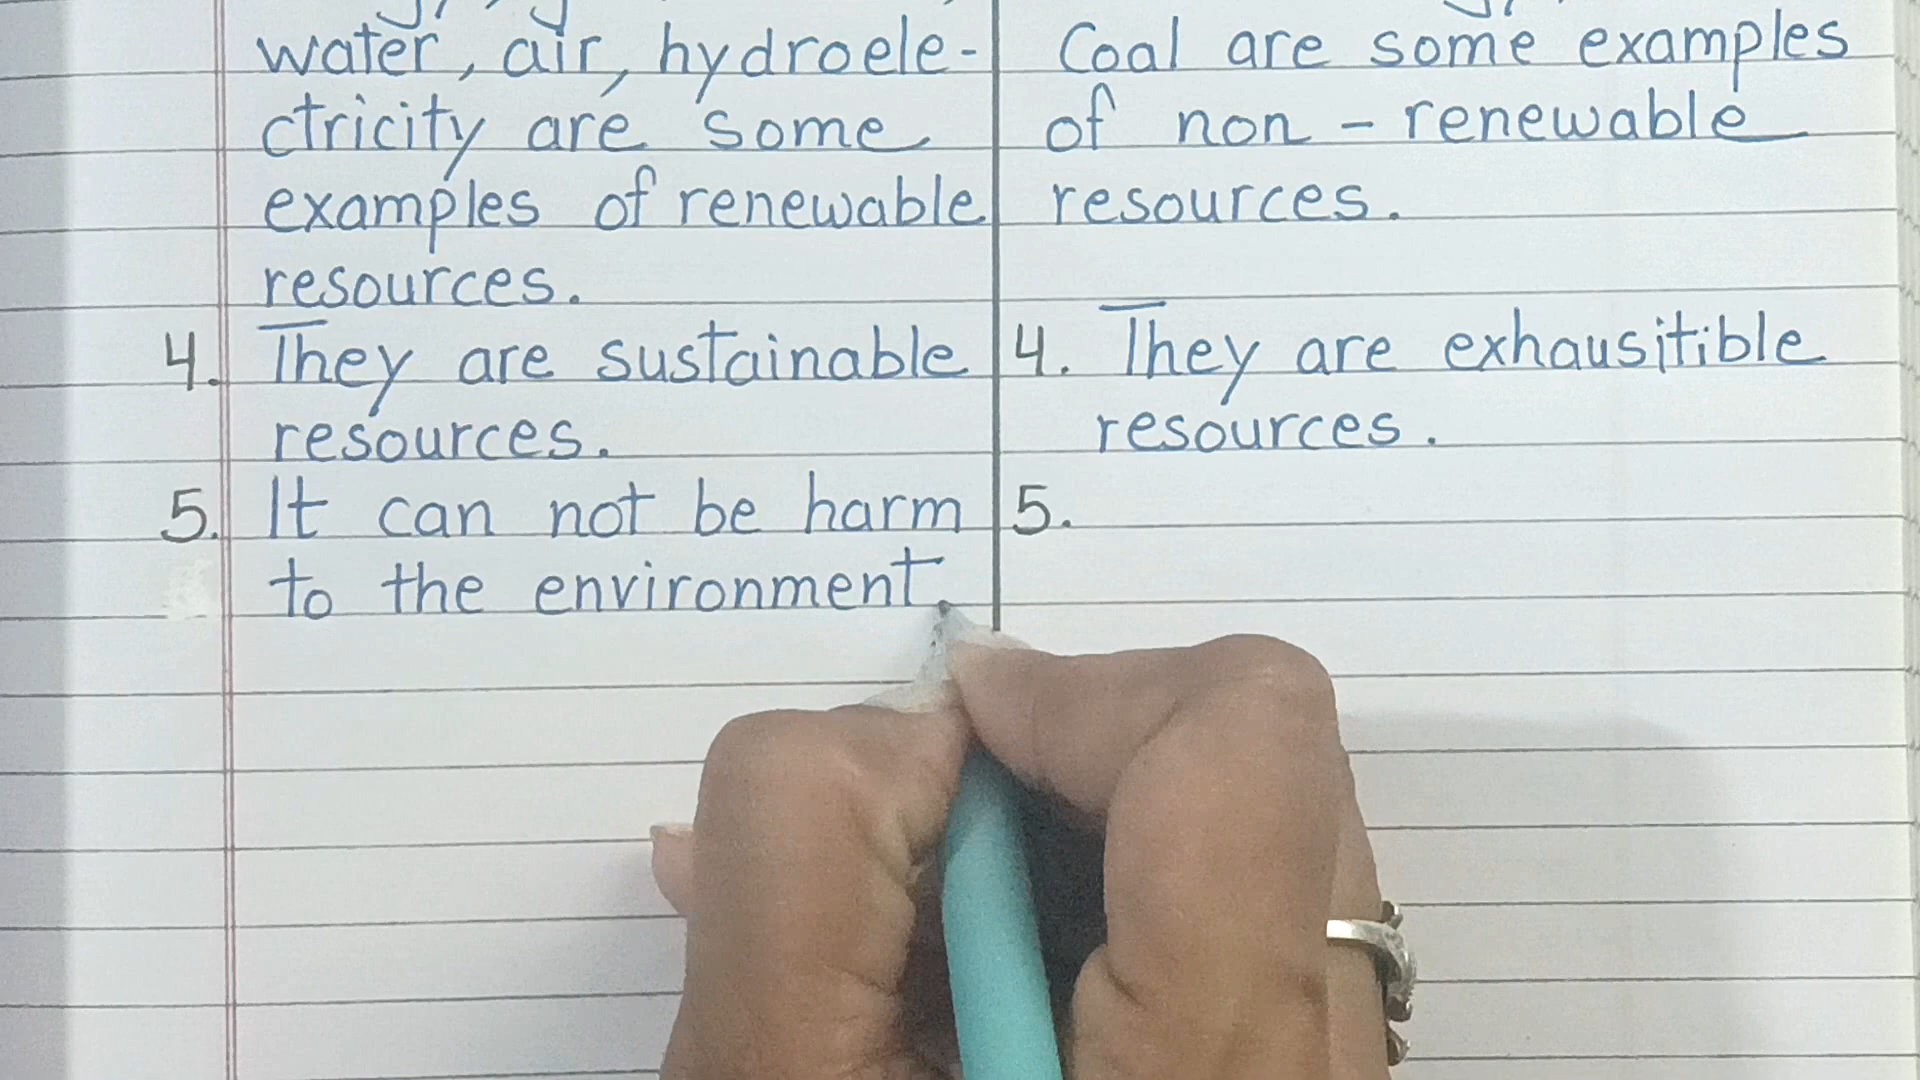 water, air, hydroele-
ctricity are some
examples of renewable
resources.
4. They are sustainable
resources.
5. It can not be harm
to the environment.
Coal are some examples
of non - renewable
resources.
4. They are exhausitible
resources.
5.